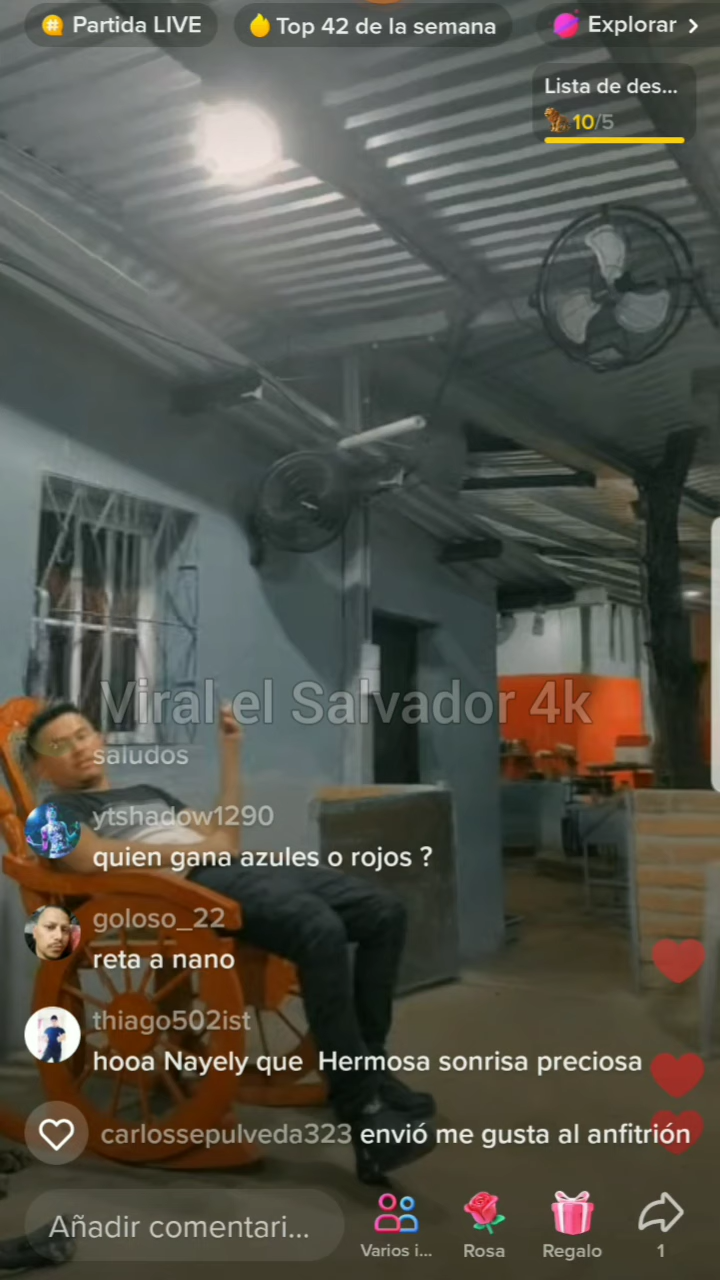 Partida LIVE
Top 42 de la semana
Explorar
Lista de des...
10/5
Viral el Salvador 4k
saludos
ytshadow1290
quien gana azules o rojos ?
goloso_22
reta a nano
thiago502ist
hooa Nayely que Hermosa sonrisa preciosa
carlossepulveda323 envió me gusta al anfitrión
Añadir comentari...
Varios i...
Rosa
Regalo
1